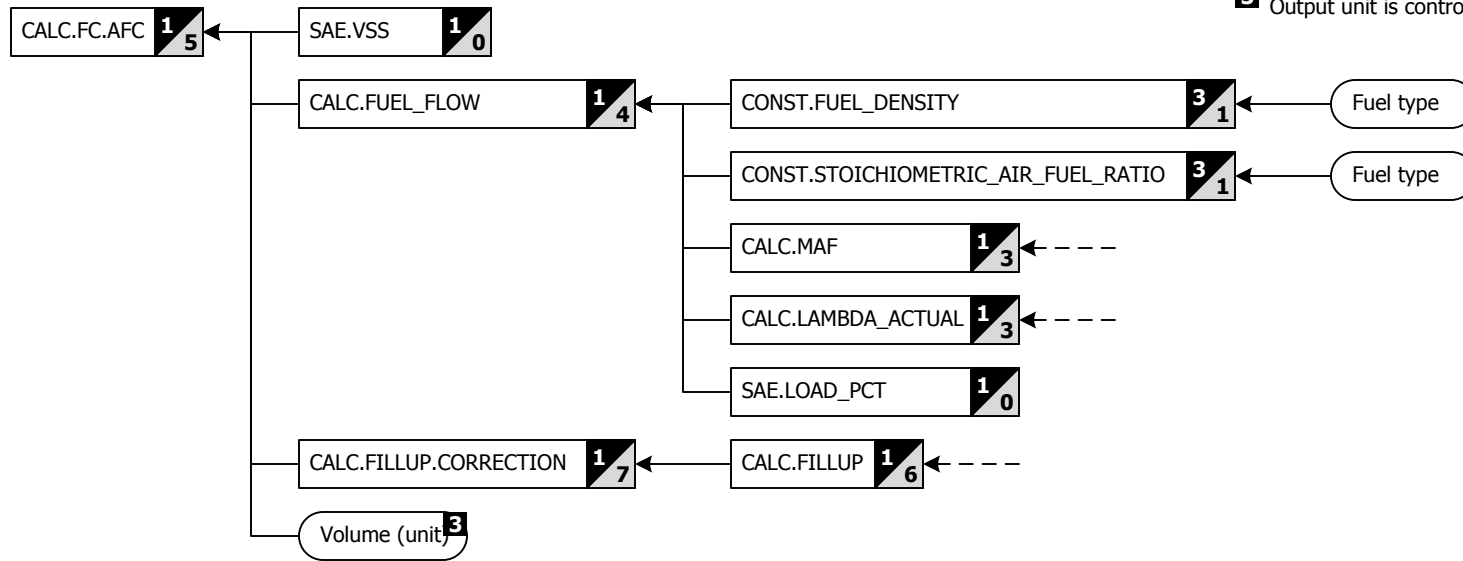 Output unit is contro
CALC.FC.AFC 1 5
SAE.VSS 1 0
CALC.FUEL_FLOW 1 4
CONST.FUEL_DENSITY 3 1
Fuel type
CONST.STOICHIOMETRIC_AIR_FUEL_RATIO 3 1
Fuel type
CALC.MAF 1 3
CALC.LAMBDA_ACTUAL 1 3
SAE.LOAD_PCT 1 0
CALC.FILLUP.CORRECTION 1 7
CALC.FILLUP 1 6
Volume (unit) 3